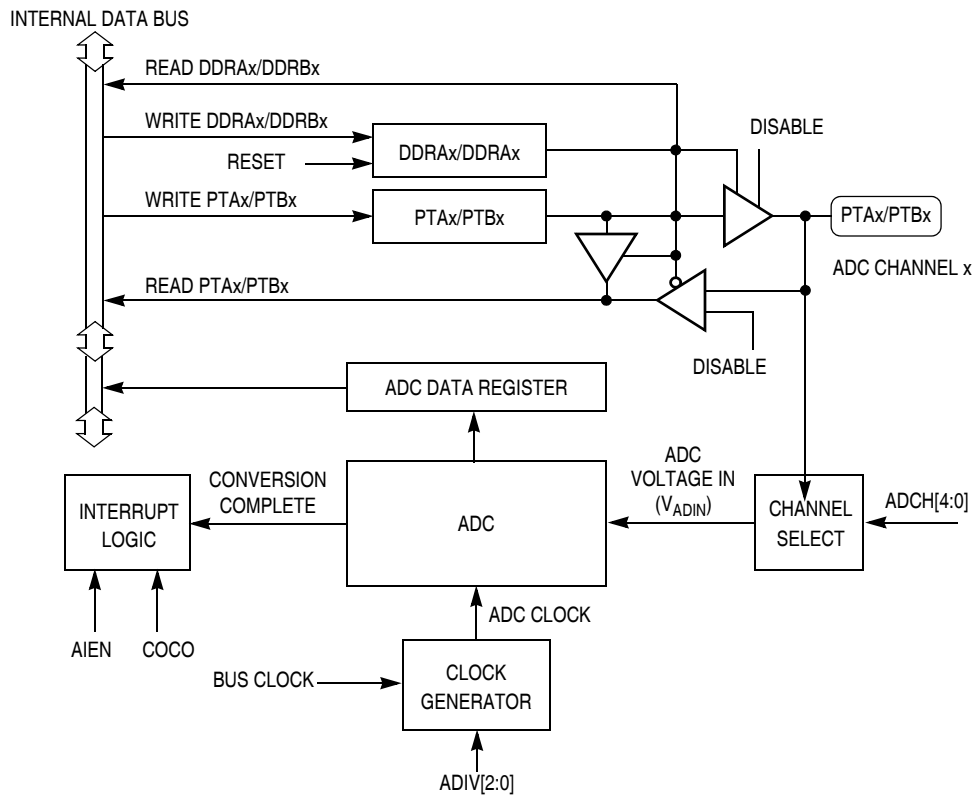 INTERNAL DATA BUS
READ DDRAx/DDRBx
WRITE DDRAx/DDRBx
DISABLE
RESET
DDRAx/DDRAx
WRITE PTAx/PTBx
PTAx/PTBx
PTAx/PTBx
ADC CHANNEL x
READ PTAx/PTBx
DISABLE
ADC DATA REGISTER
CONVERSION
COMPLETE
INTERRUPT
LOGIC
ADC
ADC
VOLTAGE IN
(VADIN)
CHANNEL
SELECT
ADCH[4:0]
AIEN
COCO
ADC CLOCK
BUS CLOCK
CLOCK
GENERATOR
ADIV[2:0]